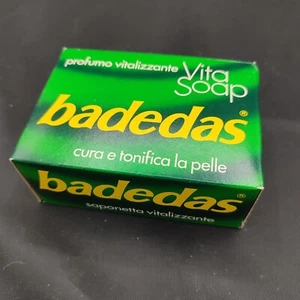 profumo vitalizzante Vita
Soap
badedas®
cura e tonifica la pelle
badedas®
saponetta vitalizzante